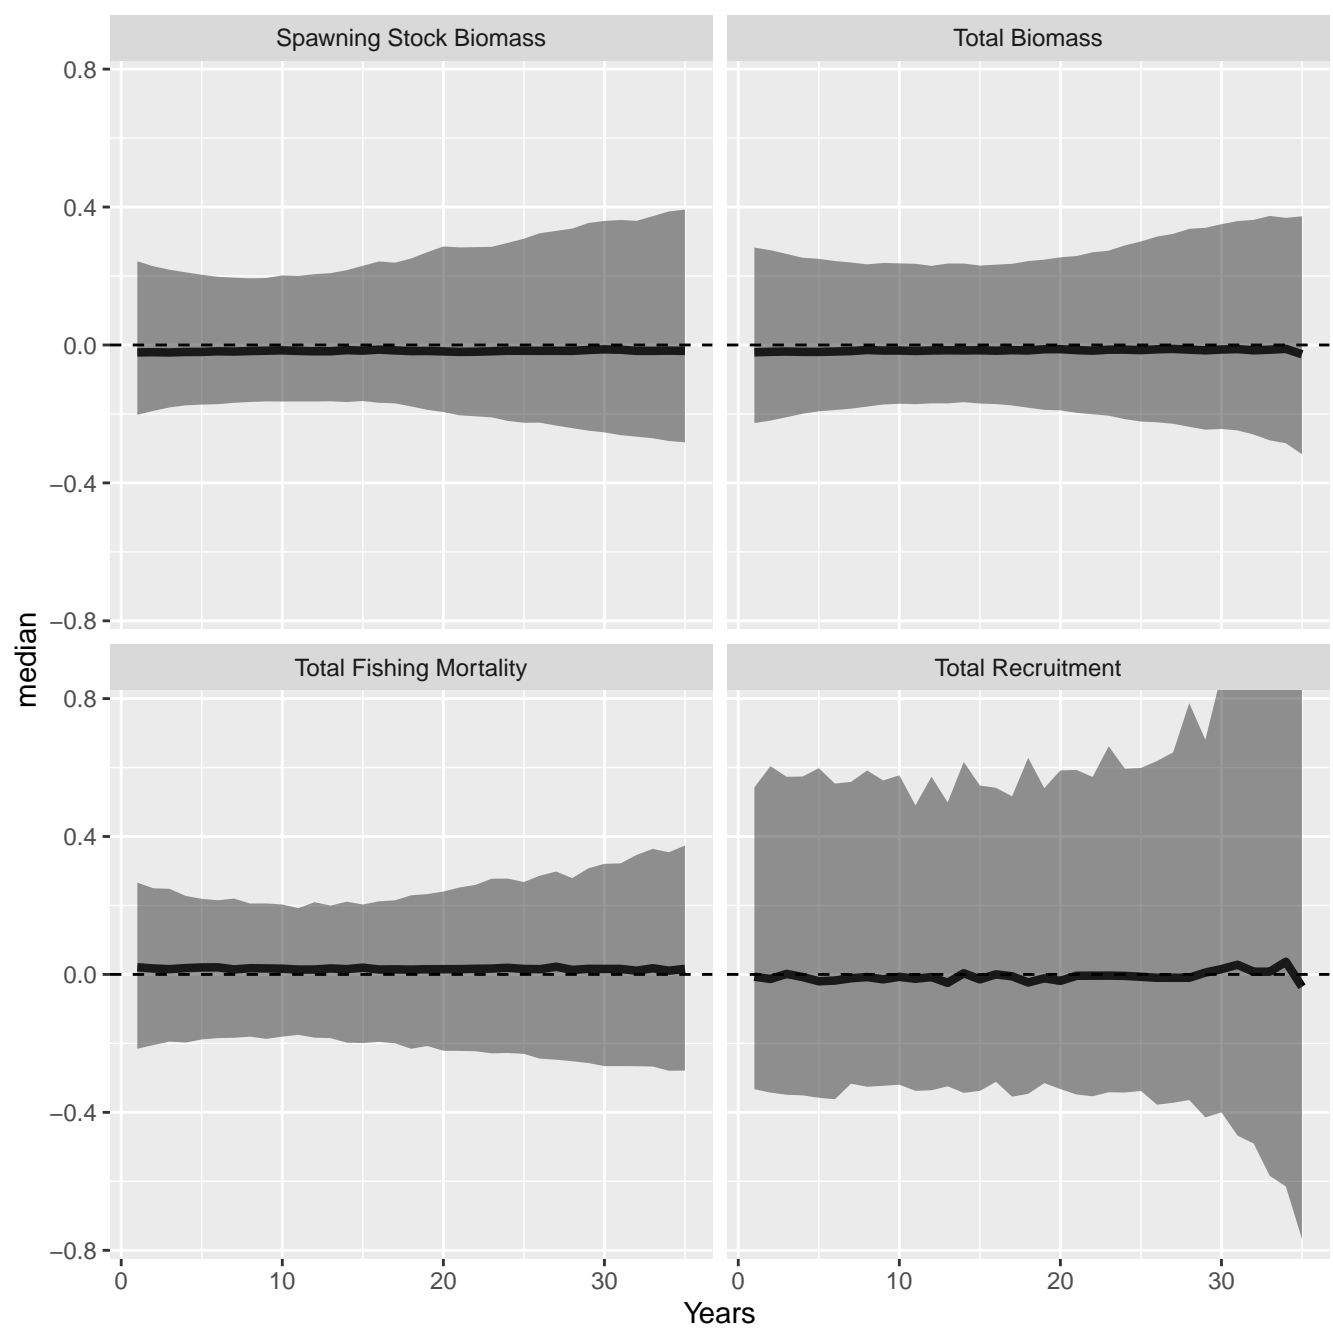 Spawning Stock Biomass
Total Biomass
0.8
0.4
0.0
−0.4
−0.8
Total Fishing Mortality
Total Recruitment
0.8
0.4
0.0
−0.4
−0.8
median
0 10 20 30
0 10 20 30
Years